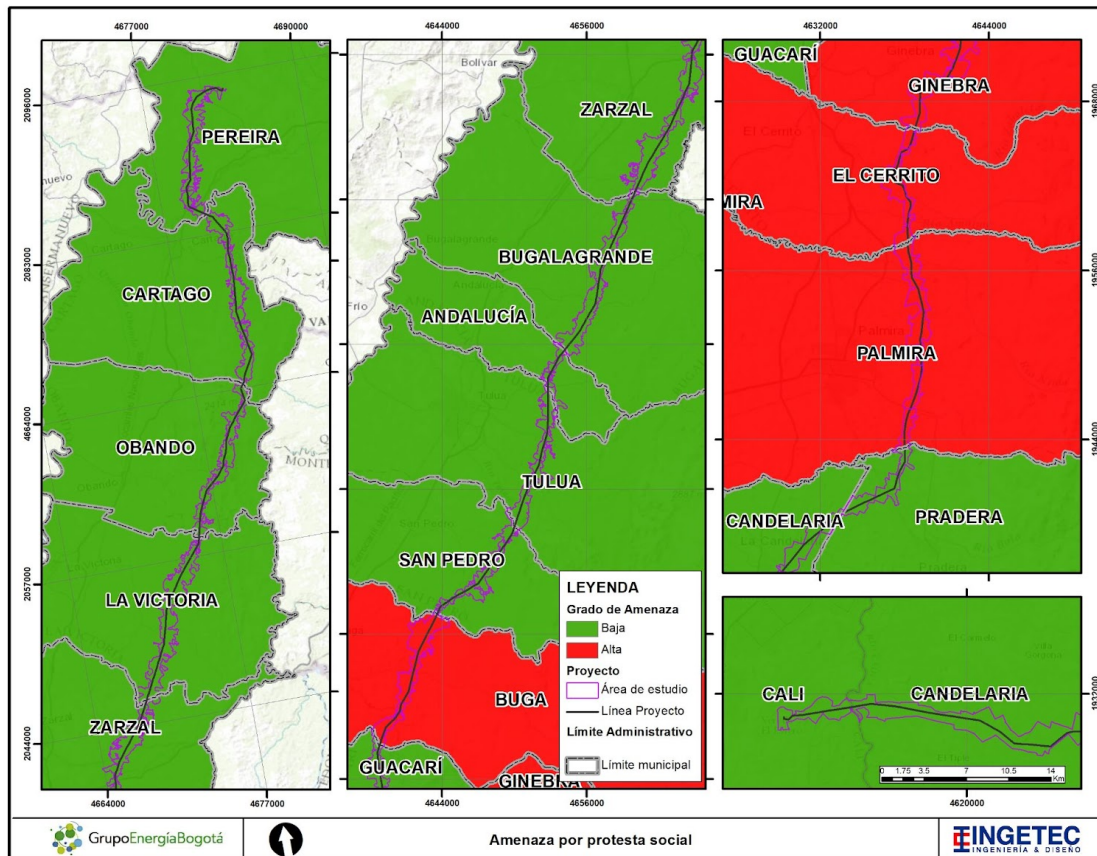 4677000
4690000
4644000
4656000
4632000
4644000
2096000
2083000
4664000
2057000
2044000
PEREIRA
CARTAGO
OBANDO
LA VICTORIA
ZARZAL
4664000
4677000
Bolívar
ZARZAL
BUGALAGRANDE
ANDALUCÍA
TULUA
SAN PEDRO
BUGA
GUACARÍ
GINEBRA
4644000
4656000
LEYENDA
Grado de Amenaza
Baja
Alta
Proyecto
Área de estudio
Línea Proyecto
Límite Administrativo
Límite municipal
GUACARÍ
GINEBRA
EL CERRITO
MIRA
PALMIRA
CANDELARIA
PRADERA
1968000
1956000
1944000
CALI
CANDELARIA
1932000
0 1.75 3.5 7 10.5 14
Km
4620000
GrupoEnergíaBogotá
Amenaza por protesta social
INGETEC
INGENIERÍA & DISEÑO